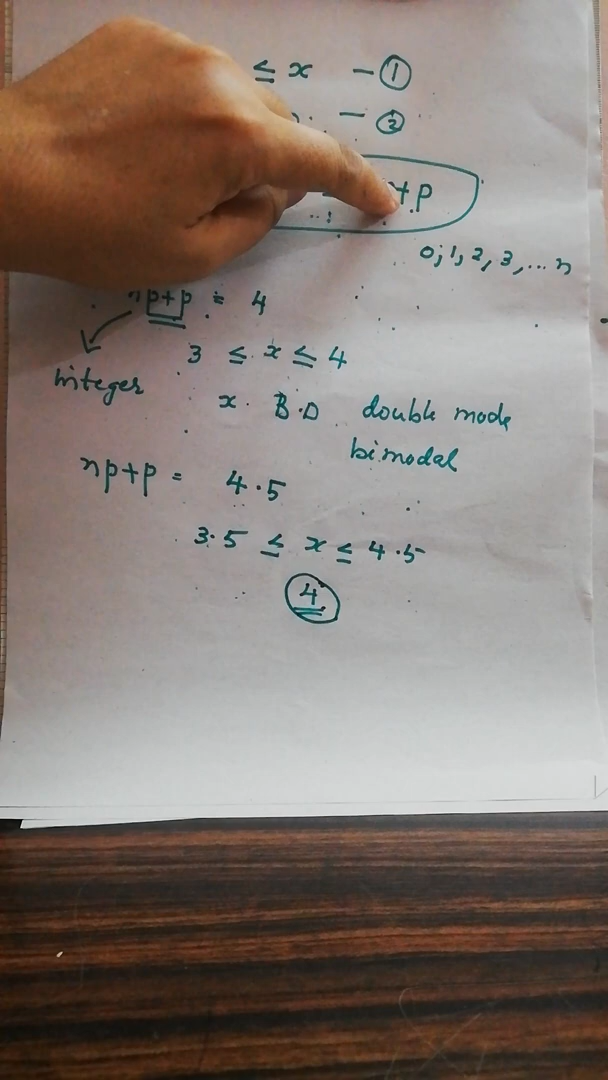 ≤ x - ①
- ②
+ p
0, 1, 2, 3, ... n
np+p = 4
integer
3 ≤ x ≤ 4
x. B.D double mode
bimodal
np+p = 4.5
3.5 ≤ x ≤ 4.5
4